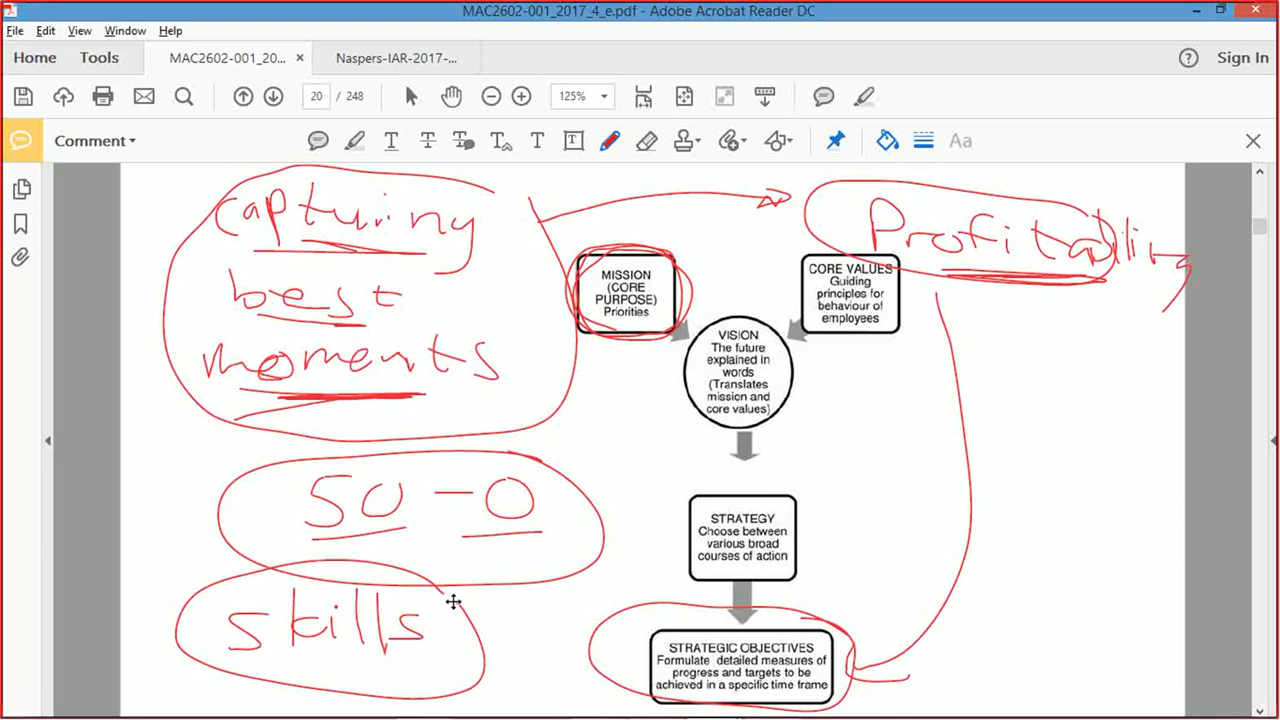 MAC2602-001_2017_4_e.pdf - Adobe Acrobat Reader DC
File Edit View Window Help
Home Tools MAC2602-001_20... × Naspers-IAR-2017-... Sign In
20 / 248 125%
Comment
Aa
capturing
best
moments
Profitability
MISSION
(CORE
PURPOSE)
Priorities
CORE VALUES
Guiding
principles for
behaviour of
employees
VISION
The future
explained in
words
(Translates
mission and
core values)
50 - 0
STRATEGY
Choose between
various broad
courses of action
skills
STRATEGIC OBJECTIVES
Formulate detailed measures of
progress and targets to be
achieved in a specific time frame